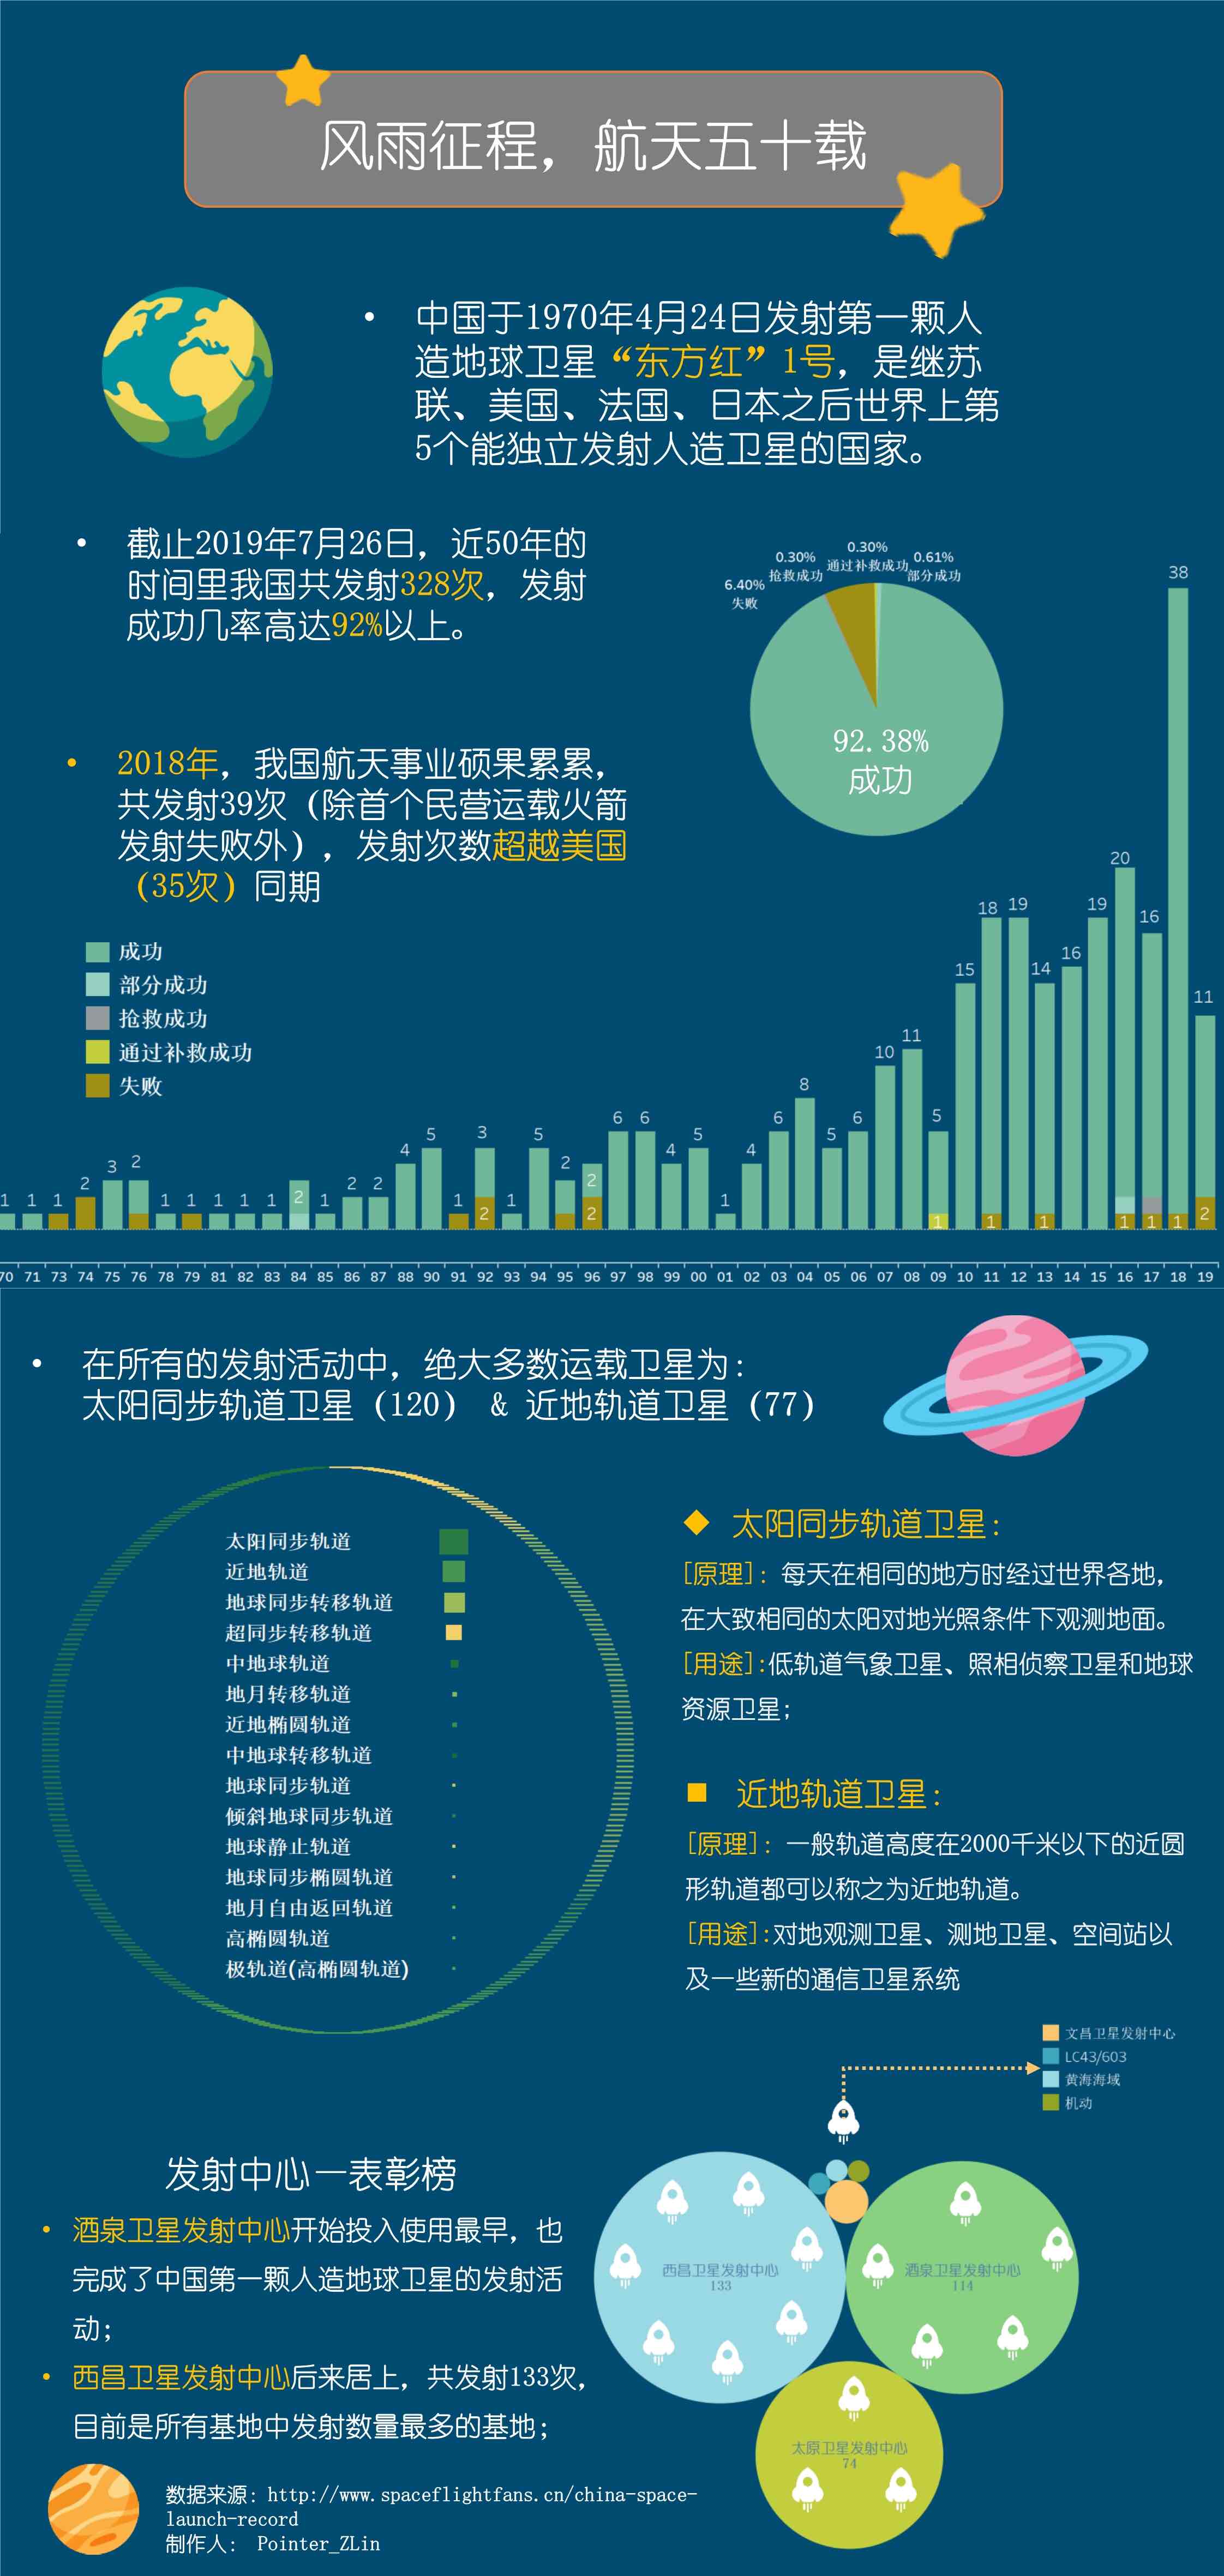 风雨征程，航天五十载
• 中国于1970年4月24日发射第一颗人
造地球卫星“东方红”1号，是继苏
联、美国、法国、日本之后世界上第
5个能独立发射人造卫星的国家。
• 截止2019年7月26日，近50年的
时间里我国共发射328次，发射
成功几率高达92%以上。
0.30%
抢救成功
0.30%
通过补救成功
0.61%
部分成功
6.40%
失败
92.38%
成功
• 2018年，我国航天事业硕果累累，
共发射39次（除首个民营运载火箭
发射失败外），发射次数超越美国
（35次）同期
成功
部分成功
抢救成功
通过补救成功
失败
1 1 1 2 3 2 1 1 1 1 1 2 1 2 2 4 5 1 3 1 5 2 2 6 6 4 5 1 4 6 8 5 6 10 11 5 15 18 19 14 16 19 20 16 38 11
2 2 1 1 1 1 1 1 2
70 71 73 74 75 76 78 79 81 82 83 84 85 86 87 88 90 91 92 93 94 95 96 97 98 99 00 01 02 03 04 05 06 07 08 09 10 11 12 13 14 15 16 17 18 19
• 在所有的发射活动中，绝大多数运载卫星为：
太阳同步轨道卫星（120） & 近地轨道卫星（77）
太阳同步轨道
近地轨道
地球同步转移轨道
超同步转移轨道
中地球轨道
地月转移轨道
近地椭圆轨道
中地球转移轨道
地球同步轨道
倾斜地球同步轨道
地球静止轨道
地球同步椭圆轨道
地月自由返回轨道
高椭圆轨道
极轨道(高椭圆轨道)
◆ 太阳同步轨道卫星：
[原理]：每天在相同的地方时经过世界各地，
在大致相同的太阳对地光照条件下观测地面。
[用途]:低轨道气象卫星、照相侦察卫星和地球
资源卫星；
■ 近地轨道卫星：
[原理]：一般轨道高度在2000千米以下的近圆
形轨道都可以称之为近地轨道。
[用途]:对地观测卫星、测地卫星、空间站以
及一些新的通信卫星系统
文昌卫星发射中心
LC43/603
黄海海域
机动
发射中心—表彰榜
• 酒泉卫星发射中心开始投入使用最早，也
完成了中国第一颗人造地球卫星的发射活
动；
• 西昌卫星发射中心后来居上，共发射133次，
目前是所有基地中发射数量最多的基地；
西昌卫星发射中心
133
酒泉卫星发射中心
114
太原卫星发射中心
74
数据来源：http://www.spaceflightfans.cn/china-space-
launch-record
制作人： Pointer_ZLin